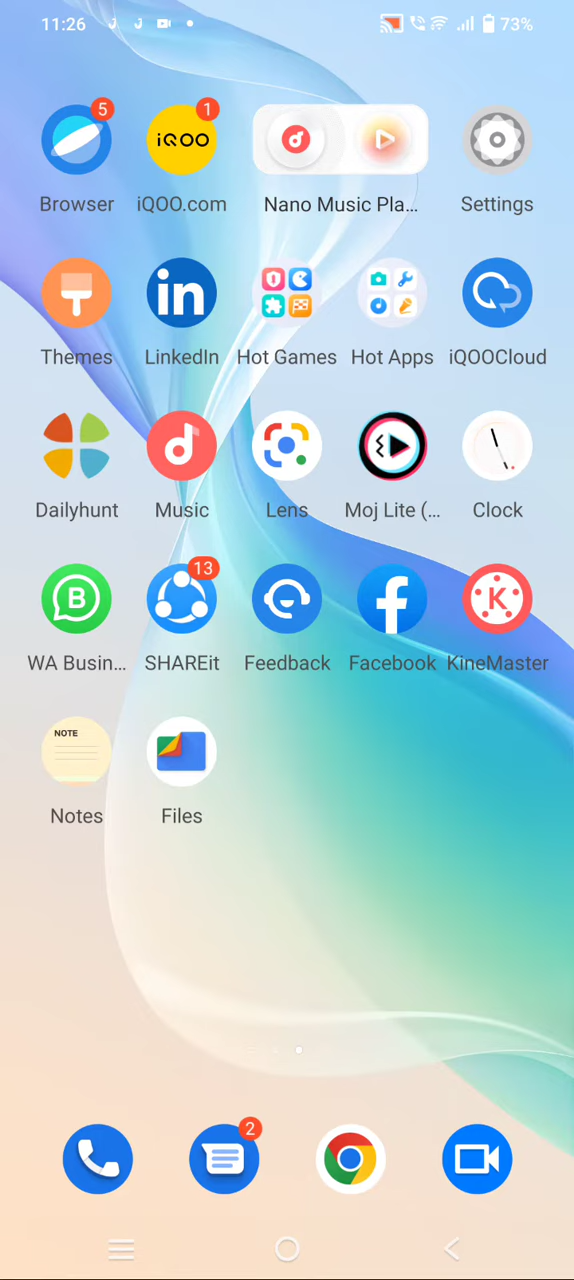 11:26
73%
5
1
iQOO
Browser
iQOO.com
Nano Music Pla...
Settings
in
Themes
LinkedIn
Hot Games
Hot Apps
iQOOCloud
Dailyhunt
Music
Lens
Moj Lite (...
Clock
13
B
f
K
WA Busin...
SHAREit
Feedback
Facebook
KineMaster
NOTE
Notes
Files
2